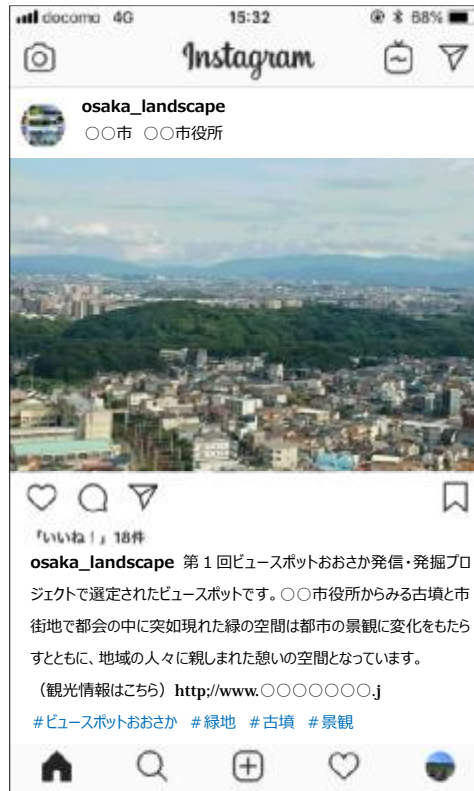 docomo 4G 15:32 68%
Instagram
osaka_landscape
○○市 ○○市役所
「いいね！」18件
osaka_landscape 第1回ビュースポットおおさか発信・発掘プロ
ジェクトで選定されたビュースポットです。○○市役所からみる古墳と市
街地で都会の中に突如現れた緑の空間は都市の景観に変化をもたら
すとともに、地域の人々に親しまれた憩いの空間となっています。
（観光情報はこちら）http;//www.○○○○○○○.j
＃ビュースポットおおさか ＃緑地 ＃古墳 ＃景観